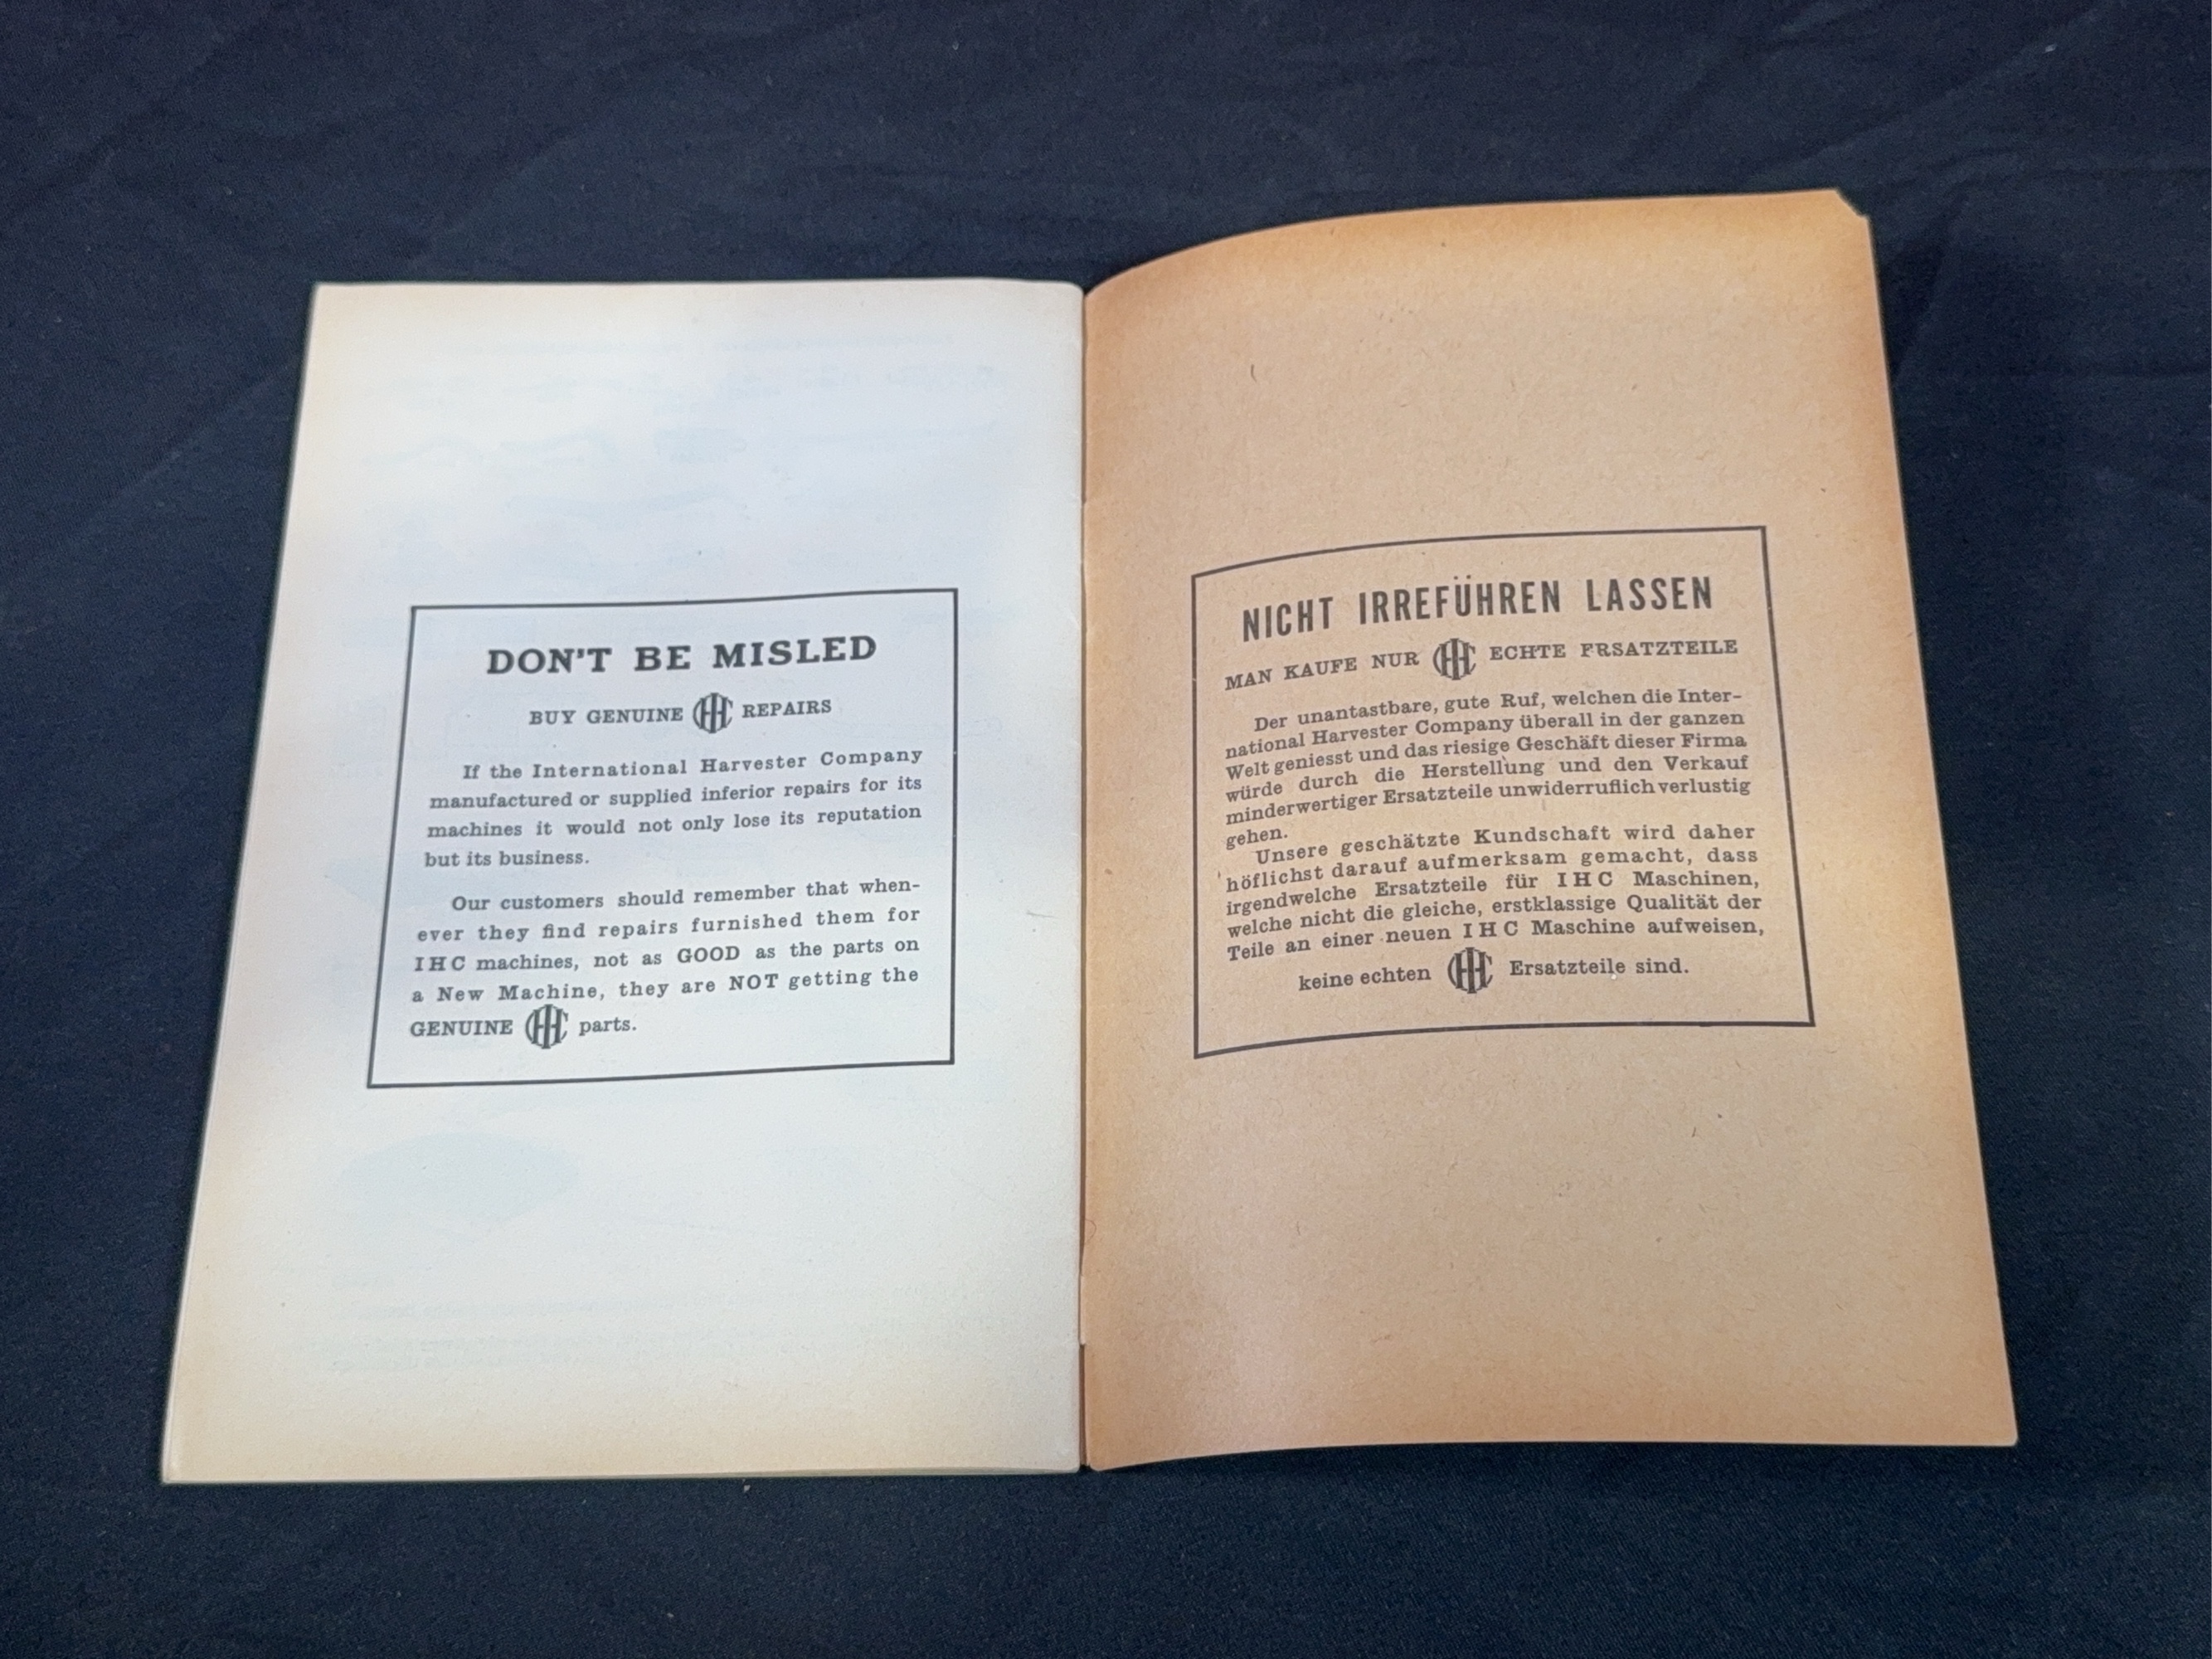 DON'T BE MISLED
BUY GENUINE IHC REPAIRS
If the International Harvester Company
manufactured or supplied inferior repairs for its
machines it would not only lose its reputation
but its business.
Our customers should remember that when-
ever they find repairs furnished them for
IHC machines, not as GOOD as the parts on
a New Machine, they are NOT getting the
GENUINE IHC parts.
NICHT IRREFÜHREN LASSEN
MAN KAUFE NUR IHC ECHTE FRSATZTEILE
Der unantastbare, gute Ruf, welchen die Inter-
national Harvester Company überall in der ganzen
Welt geniesst und das riesige Geschäft dieser Firma
würde durch die Herstellung und den Verkauf
minderwertiger Ersatzteile unwiderruflich verlustig
gehen.
Unsere geschätzte Kundschaft wird daher
höflichst darauf aufmerksam gemacht, dass
irgendwelche Ersatzteile für IHC Maschinen,
welche nicht die gleiche, erstklassige Qualität der
Teile an einer neuen IHC Maschine aufweisen,
keine echten IHC Ersatzteile sind.